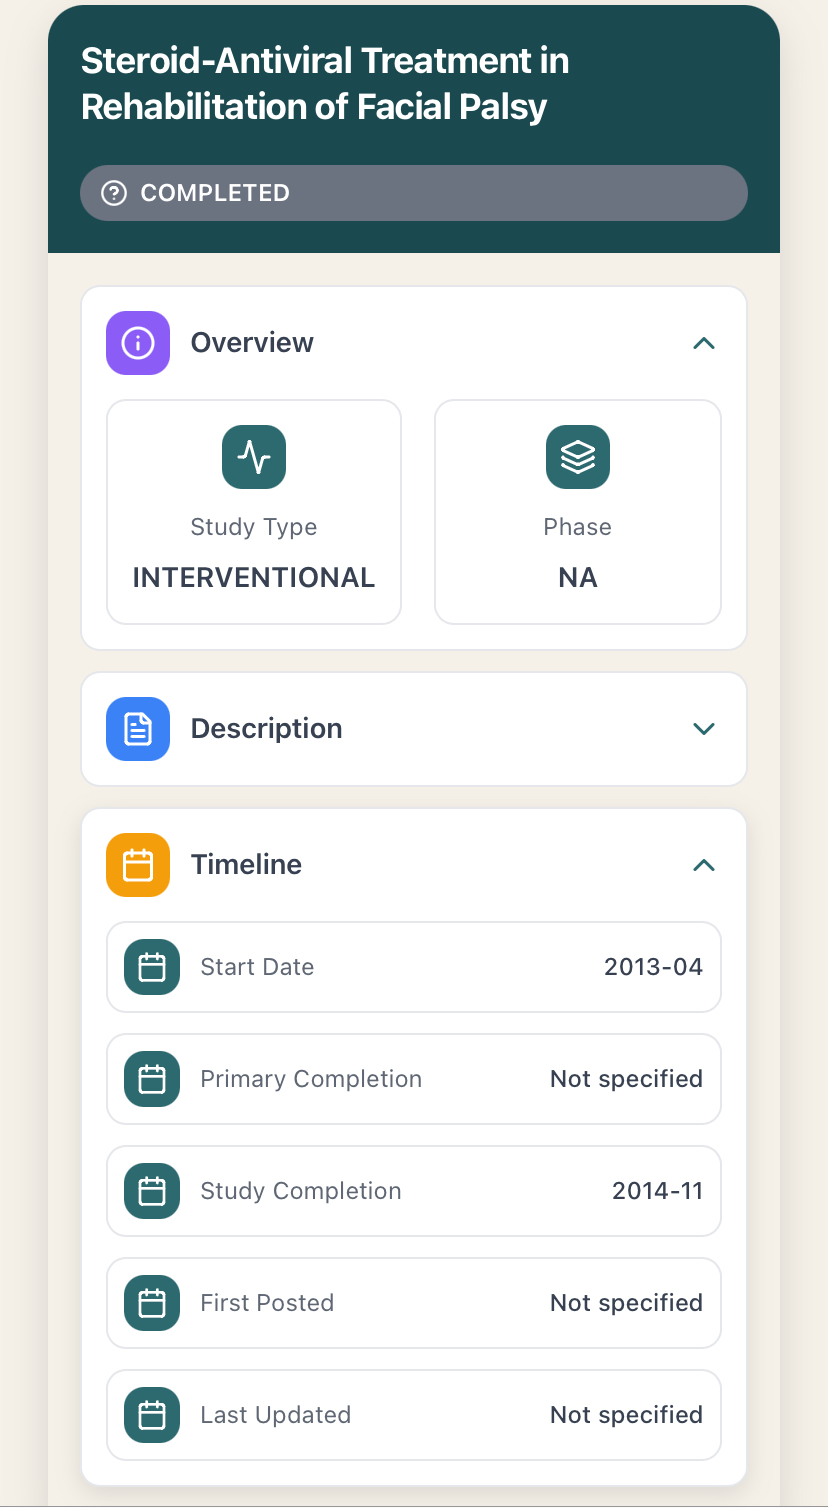 Steroid-Antiviral Treatment in
Rehabilitation of Facial Palsy
COMPLETED
Overview
Study Type
INTERVENTIONAL
Phase
NA
Description
Timeline
Start Date 2013-04
Primary Completion Not specified
Study Completion 2014-11
First Posted Not specified
Last Updated Not specified